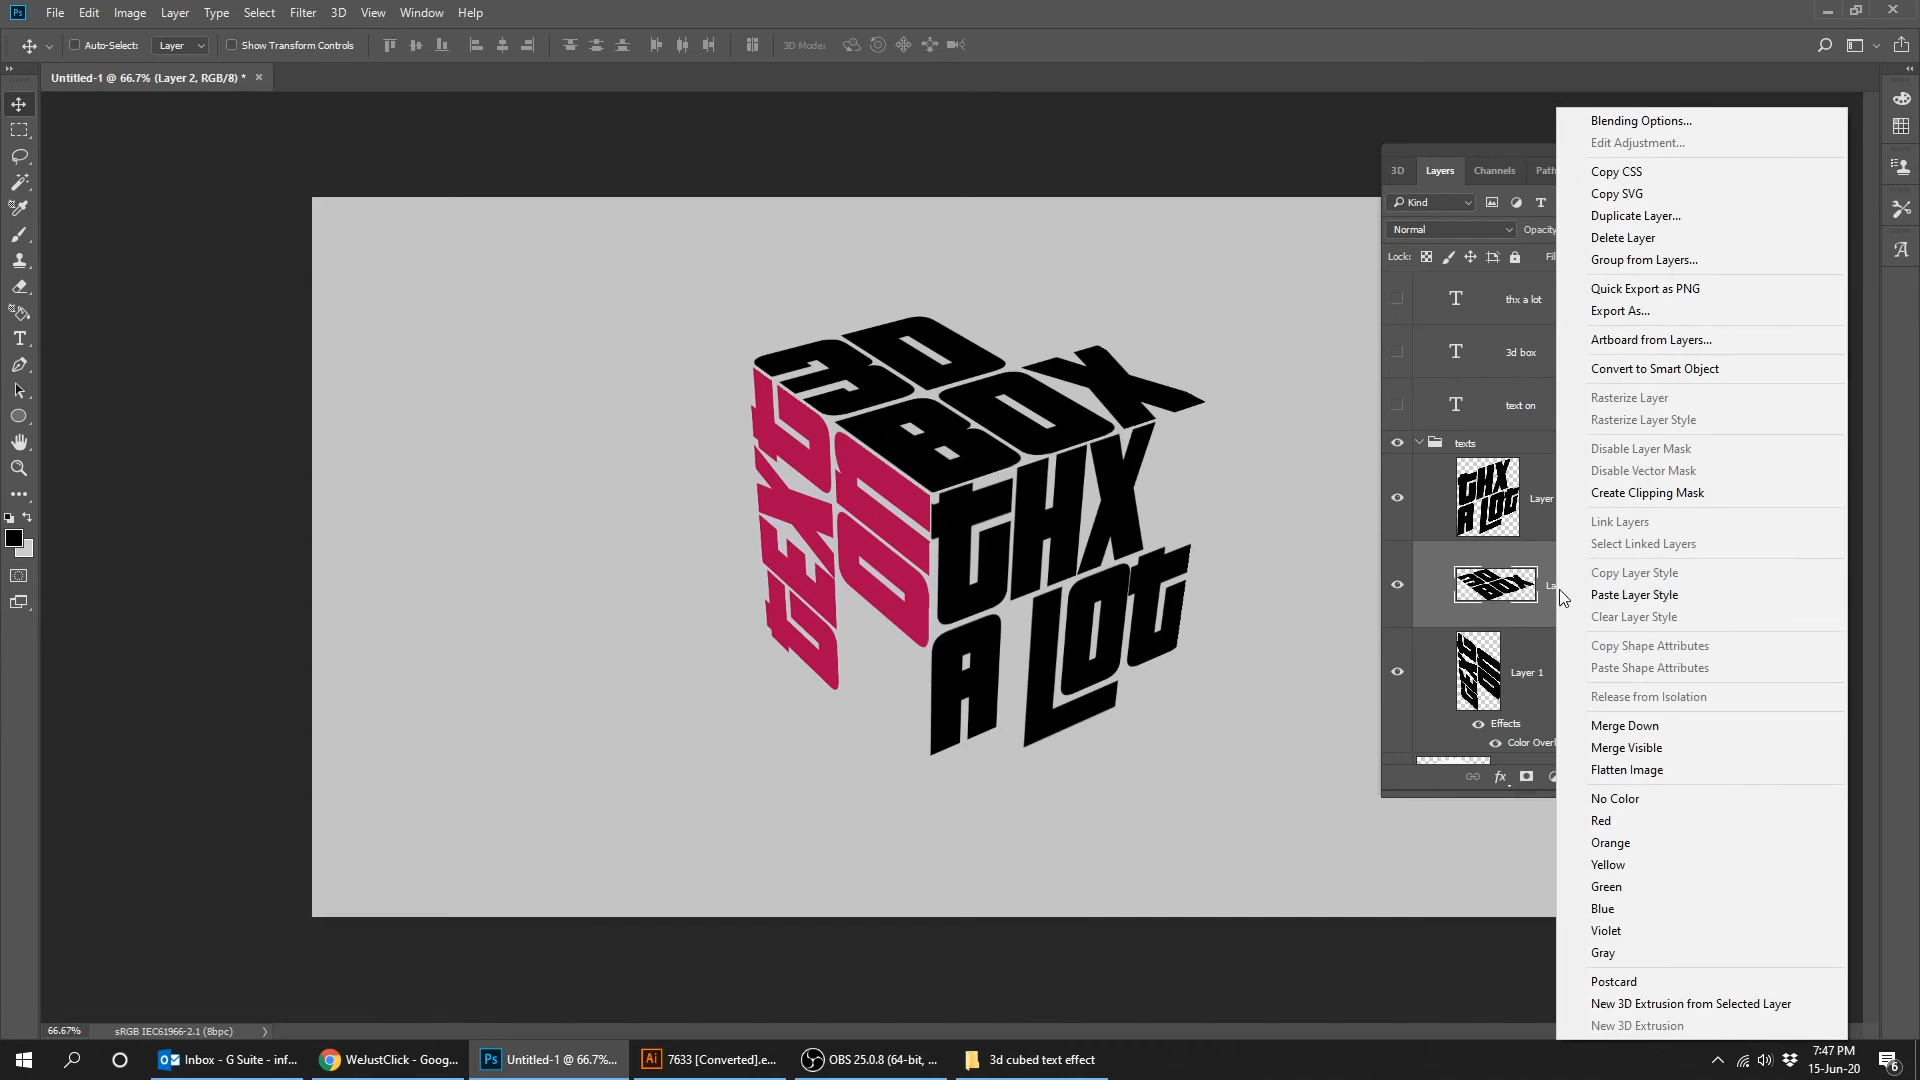 Ps File Edit Image Layer Type Select Filter 3D View Window Help
Auto-Select: Layer Show Transform Controls 3D Mode:
Untitled-1 @ 66.7% (Layer 2, RGB/8) *
3D Layers Channels Path
Kind
Normal Opacity
Lock: Fil
thx a lot
3d box
text on
texts
Layer
La
Layer 1
Effects
Color Overl
3D
BOX
TEXT
ON
THX
A LOT
Blending Options...
Edit Adjustment...
Copy CSS
Copy SVG
Duplicate Layer...
Delete Layer
Group from Layers...
Quick Export as PNG
Export As...
Artboard from Layers...
Convert to Smart Object
Rasterize Layer
Rasterize Layer Style
Disable Layer Mask
Disable Vector Mask
Create Clipping Mask
Link Layers
Select Linked Layers
Copy Layer Style
Paste Layer Style
Clear Layer Style
Copy Shape Attributes
Paste Shape Attributes
Release from Isolation
Merge Down
Merge Visible
Flatten Image
No Color
Red
Orange
Yellow
Green
Blue
Violet
Gray
Postcard
New 3D Extrusion from Selected Layer
New 3D Extrusion
66.67% sRGB IEC61966-2.1 (8bpc)
Inbox - G Suite - inf... WeJustClick - Goog... Ps Untitled-1 @ 66.7%... Ai 7633 [Converted].e... OBS 25.0.8 (64-bit, ... 3d cubed text effect
7:47 PM
15-Jun-20
6